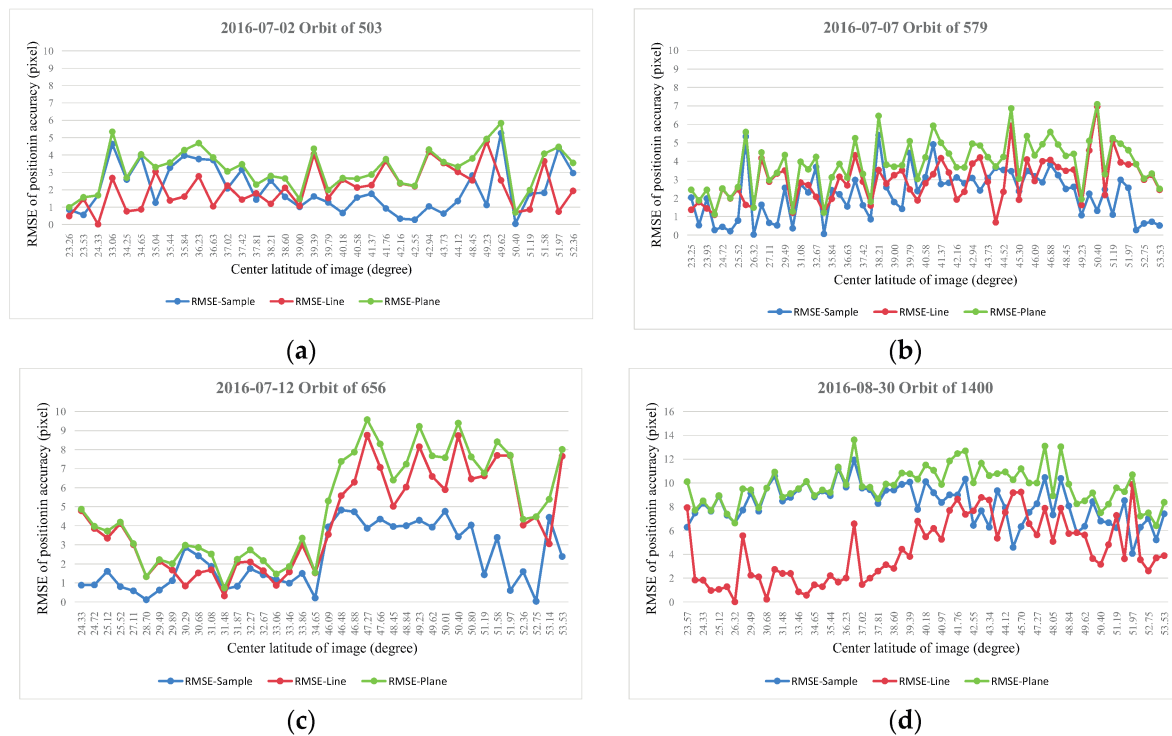 2016-07-02 Orbit of 503
RMSE of positionin accuracy (pixel)
10
9
8
7
6
5
4
3
2
1
0
23.26 23.53 24.33 33.06 34.25 34.65 35.04 35.44 35.84 36.23 36.63 37.02 37.42 37.81 38.21 38.60 39.00 39.39 39.79 40.18 40.58 41.37 41.76 42.16 42.55 42.94 43.73 44.12 48.45 49.23 49.62 50.40 51.19 51.58 51.97 52.36
Center latitude of image (degree)
RMSE-Sample RMSE-Line RMSE-Plane
(a)
2016-07-07 Orbit of 579
RMSE of positionin accuracy (pixel)
10
9
8
7
6
5
4
3
2
1
0
23.25 23.93 24.72 25.52 26.32 27.11 29.49 31.08 32.67 35.84 36.63 37.42 38.21 39.00 39.79 40.58 41.37 42.16 42.94 43.73 44.52 45.30 46.09 46.88 48.45 49.23 50.40 51.19 51.97 52.75 53.53
Center latitude of image (degree)
RMSE-Sample RMSE-Line RMSE-Plane
(b)
2016-07-12 Orbit of 656
RMSE of positionin accuracy (pixel)
10
9
8
7
6
5
4
3
2
1
0
24.33 24.72 25.12 25.52 27.11 28.70 29.49 29.89 30.29 30.68 31.08 31.48 31.87 32.27 32.67 33.06 33.46 33.86 34.65 46.09 46.48 46.88 47.27 47.66 48.45 48.84 49.23 49.62 50.01 50.40 50.80 51.19 51.58 51.97 52.36 52.75 53.14 53.53
Center latitude of image (degree)
RMSE-Sample RMSE-Line RMSE-Plane
(c)
2016-08-30 Orbit of 1400
RMSE of positionin accuracy (pixel)
16
14
12
10
8
6
4
2
0
23.57 24.33 25.12 26.32 29.49 30.68 31.48 33.46 34.65 35.44 36.23 37.02 37.81 38.60 39.39 40.18 40.97 41.76 42.55 43.34 44.12 45.70 47.27 48.05 48.84 49.62 50.40 51.19 51.97 52.75 53.53
Center latitude of image (degree)
RMSE-Sample RMSE-Line RMSE-Plane
(d)